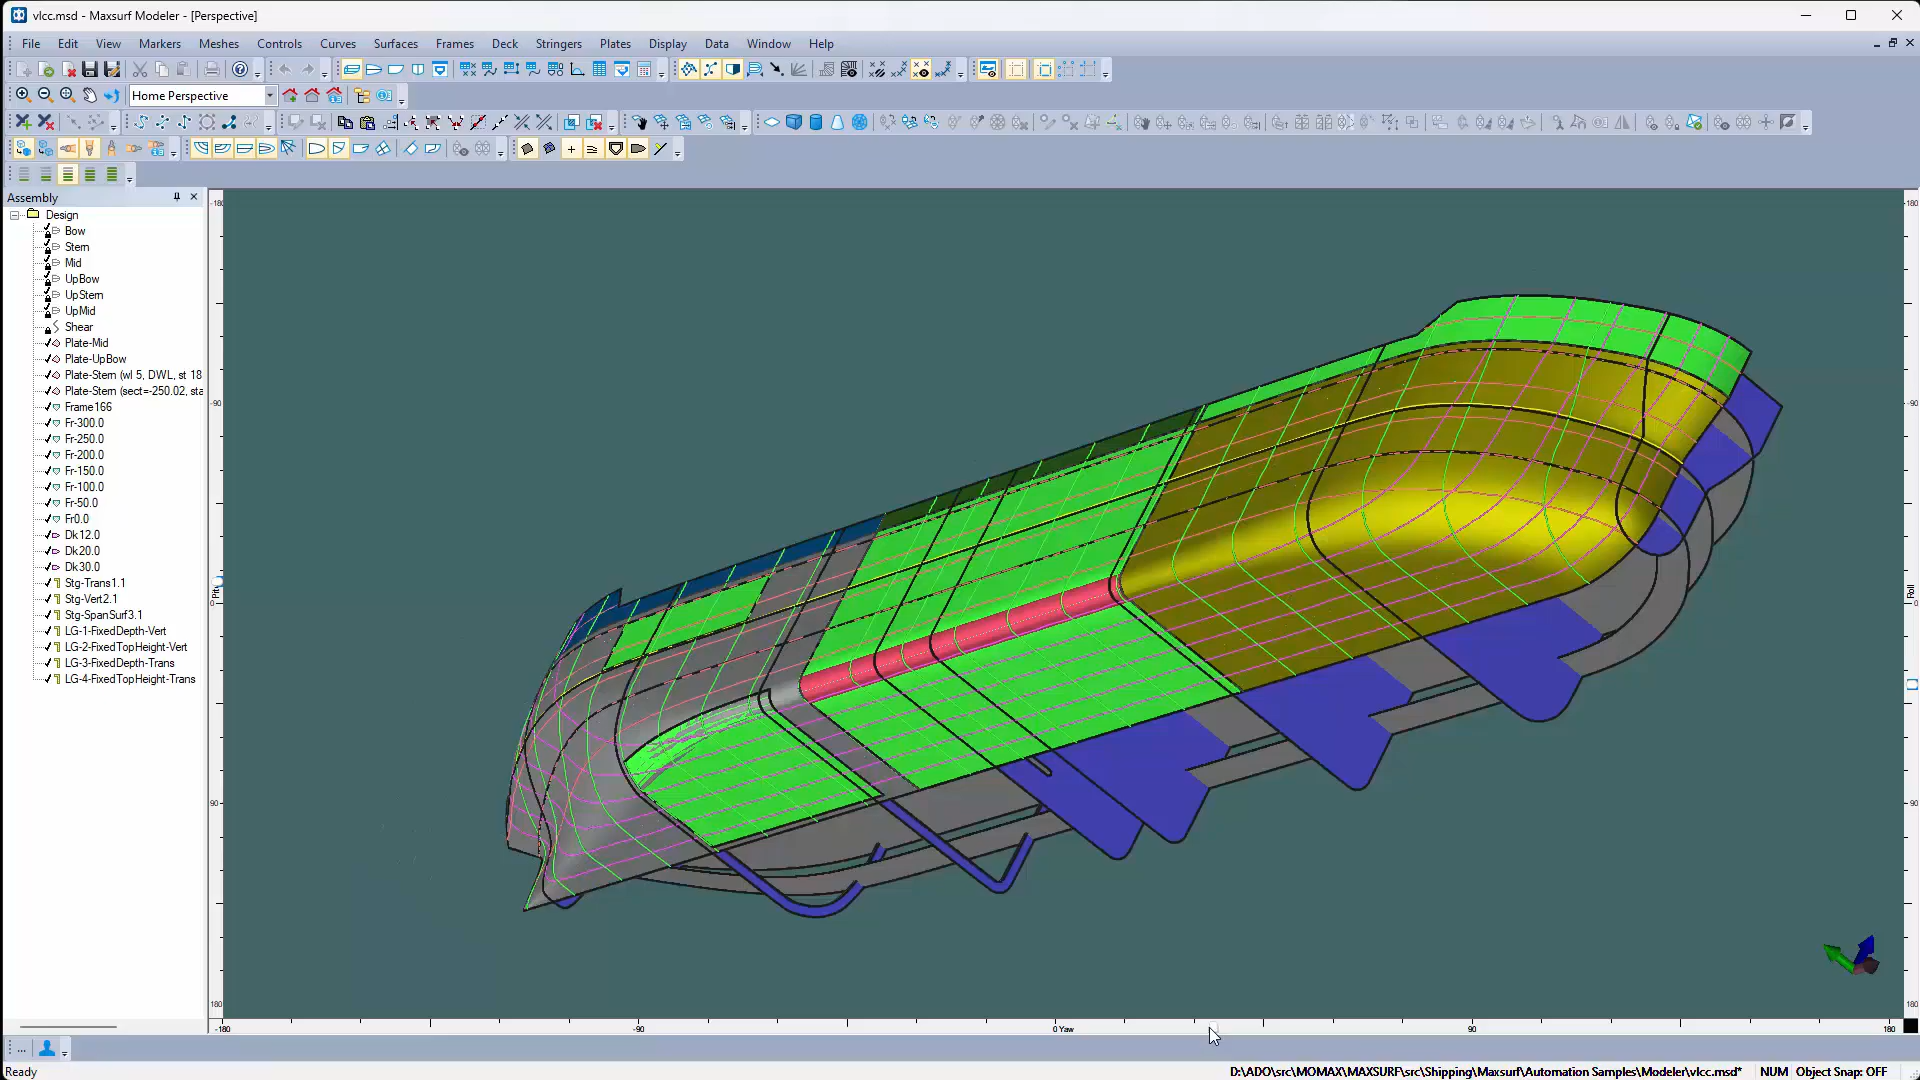 vlcc.msd - Maxsurf Modeler - [Perspective]
File Edit View Markers Meshes Controls Curves Surfaces Frames Deck Stringers Plates Display Data Window Help
Home Perspective
Assembly
Design
Bow
Stern
Mid
UpBow
UpStern
UpMid
Shear
Plate-Mid
Plate-UpBow
Plate-Stern (wl 5, DWL, st 18
Plate-Stern (sect=-250.02, sta
Frame166
Fr-300.0
Fr-250.0
Fr-200.0
Fr-150.0
Fr-100.0
Fr-50.0
Fr0.0
Dk12.0
Dk20.0
Dk30.0
Stg-Trans1.1
Stg-Vert2.1
Stg-SpanSurf3.1
LG-1-FixedDepth-Vert
LG-2-FixedTopHeight-Vert
LG-3-FixedDepth-Trans
LG-4-FixedTopHeight-Trans
-90
0
90
180
Roll
-180 -90 0 Yaw 90 180
Ready
D:\ADO\src\MOMAX\MAXSURF\src\Shipping\Maxsurf\Automation Samples\Modeler\vlcc.msd* NUM Object Snap: OFF